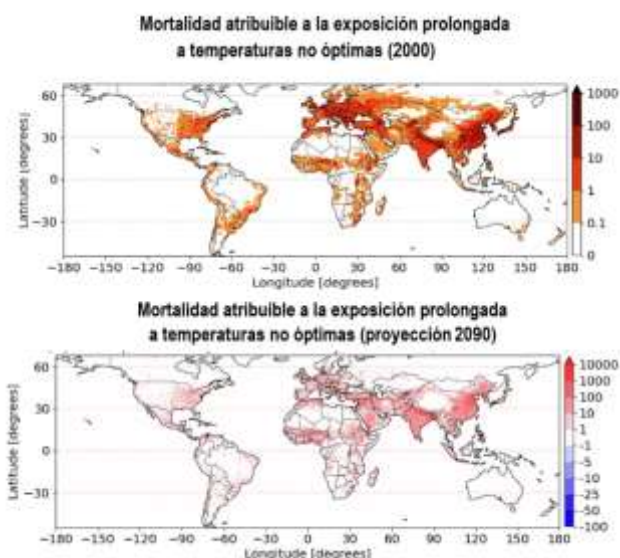 Mortalidad atribuible a la exposición prolongada
a temperaturas no óptimas (2000)
60
30
0
−30
Latitude [degrees]
−180 −150 −120 −90 −60 −30 0 30 60 90 120 150 180
Longitude [degrees]
1000
100
10
1
0.1
0
Mortalidad atribuible a la exposición prolongada
a temperaturas no óptimas (proyección 2090)
60
30
0
−30
Latitude [degrees]
−180 −150 −120 −90 −60 −30 0 30 60 90 120 150 180
Longitude [degrees]
10000
1000
100
10
1
-1
-5
-10
-25
-50
-100